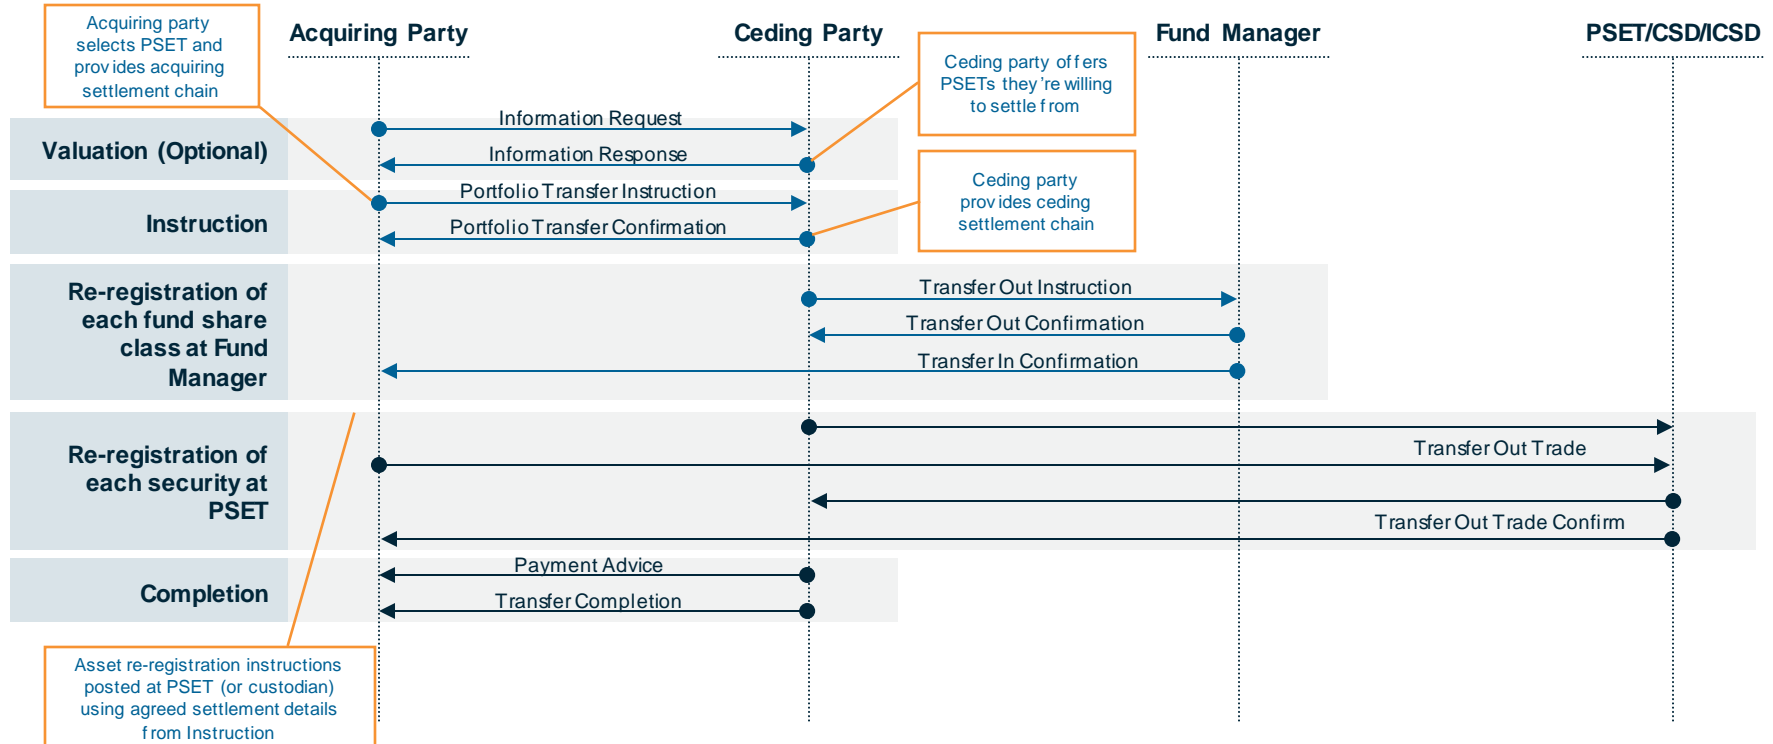 Acquiring party
selects PSET and
provides acquiring
settlement chain
Acquiring Party
Ceding Party
Fund Manager
PSET/CSD/ICSD
Ceding party offers
PSETs they're willing
to settle from
Valuation (Optional)
Information Request
Information Response
Instruction
Portfolio Transfer Instruction
Portfolio Transfer Confirmation
Ceding party
provides ceding
settlement chain
Re-registration of
each fund share
class at Fund
Manager
Transfer Out Instruction
Transfer Out Confirmation
Transfer In Confirmation
Re-registration of
each security at
PSET
Transfer Out Trade
Transfer Out Trade Confirm
Completion
Payment Advice
Transfer Completion
Asset re-registration instructions
posted at PSET (or custodian)
using agreed settlement details
from Instruction